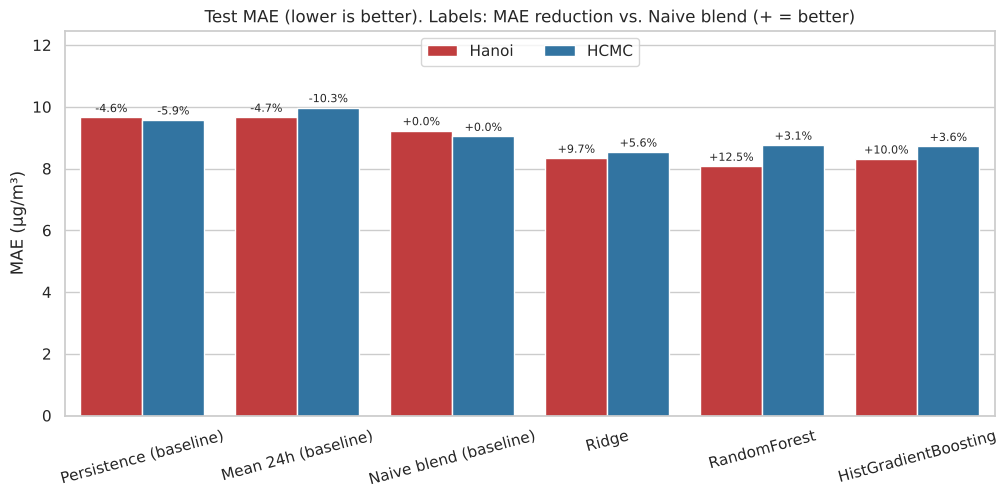 Test MAE (lower is better). Labels: MAE reduction vs. Naive blend (+ = better)
Hanoi HCMC
MAE (µg/m³)
12
10
8
6
4
2
0
-4.6% -5.9% -4.7% -10.3% +0.0% +0.0% +9.7% +5.6% +12.5% +3.1% +10.0% +3.6%
Persistence (baseline) Mean 24h (baseline) Naive blend (baseline) Ridge RandomForest HistGradientBoosting